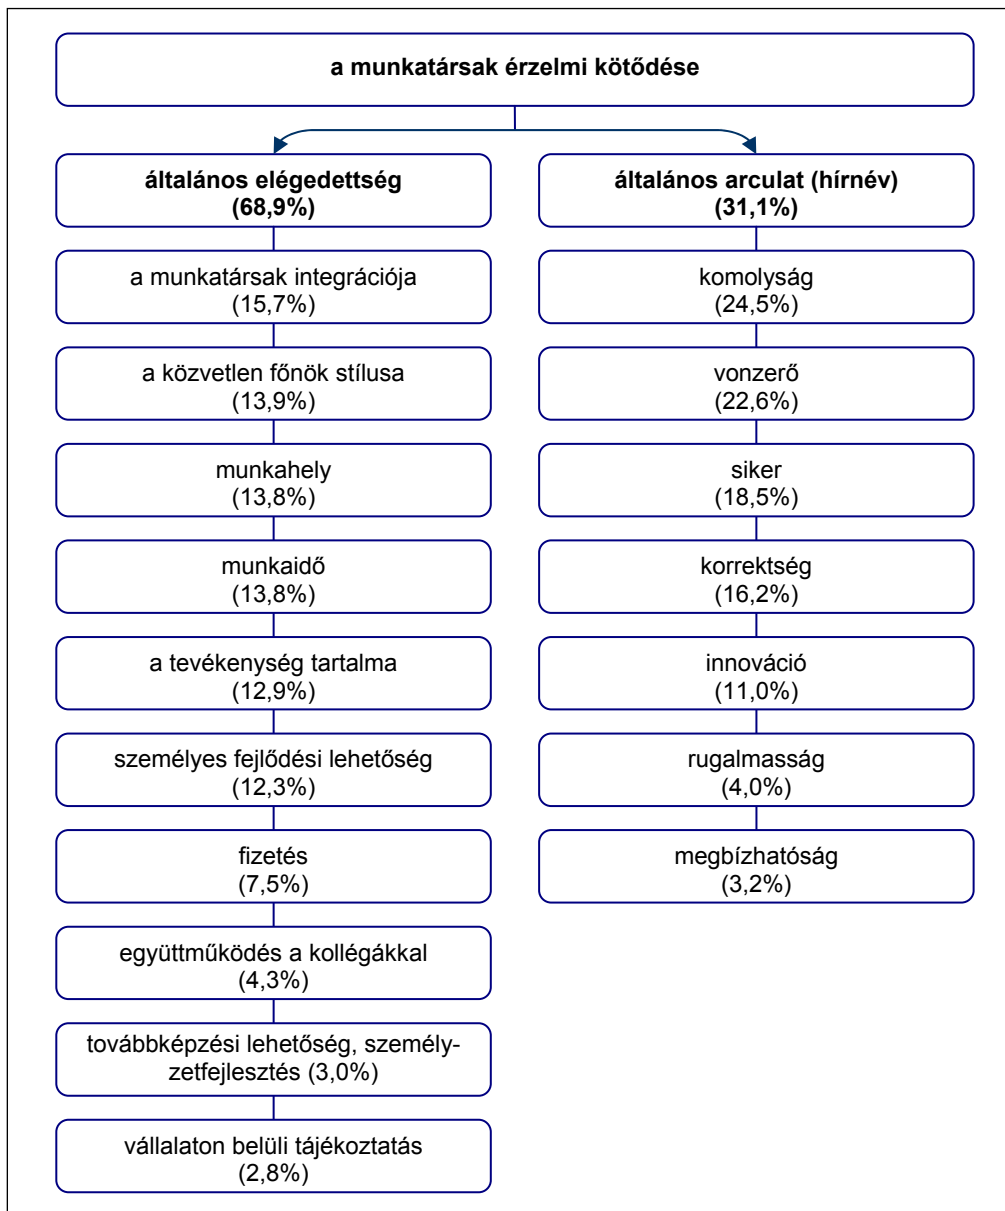 a munkatársak érzelmi kötődése
általános elégedettség
(68,9%)
a munkatársak integrációja
(15,7%)
a közvetlen főnök stílusa
(13,9%)
munkahely
(13,8%)
munkaidő
(13,8%)
a tevékenység tartalma
(12,9%)
személyes fejlődési lehetőség
(12,3%)
fizetés
(7,5%)
együttműködés a kollégákkal
(4,3%)
továbbképzési lehetőség, személy-
zetfejlesztés (3,0%)
vállalaton belüli tájékoztatás
(2,8%)
általános arculat (hírnév)
(31,1%)
komolyság
(24,5%)
vonzerő
(22,6%)
siker
(18,5%)
korrektség
(16,2%)
innováció
(11,0%)
rugalmasság
(4,0%)
megbízhatóság
(3,2%)